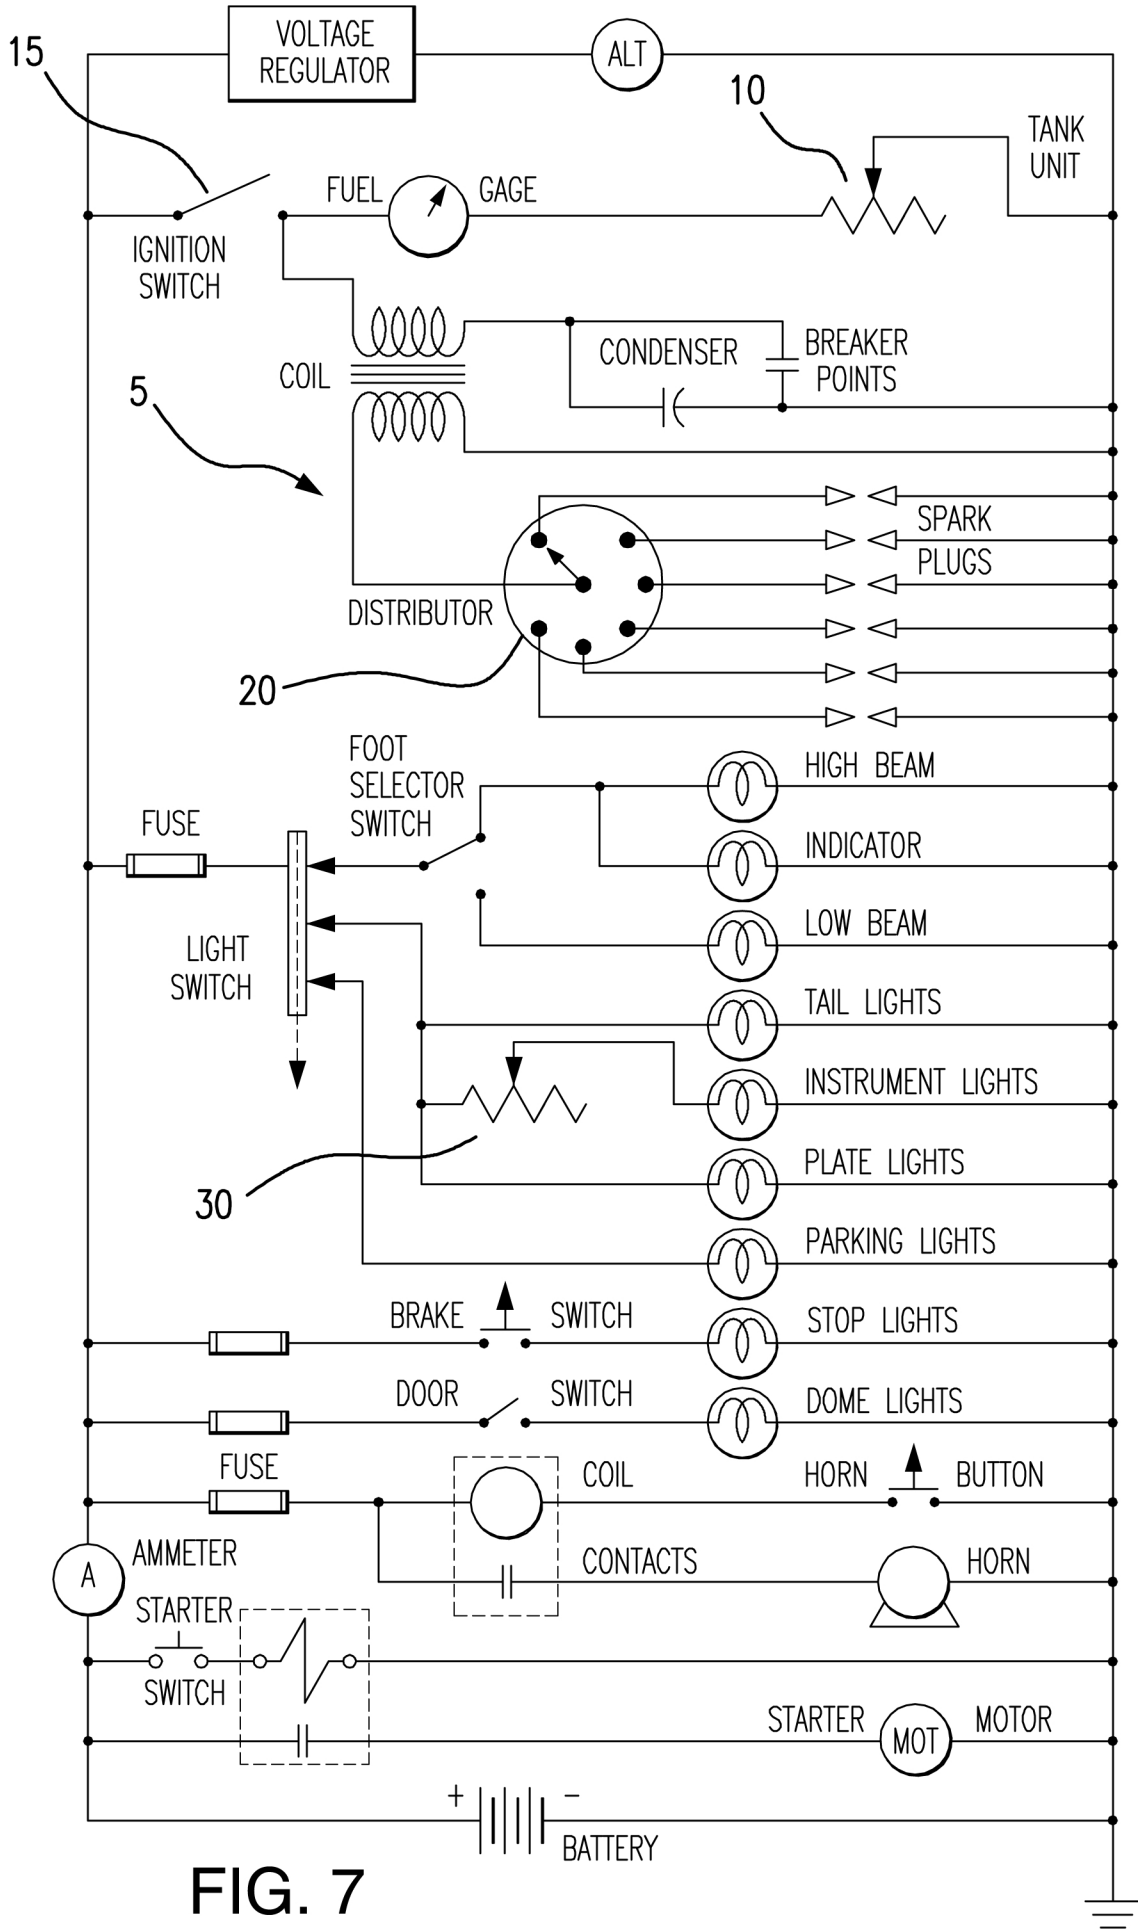 VOLTAGE
REGULATOR
ALT
15
10
TANK
UNIT
FUEL GAGE
IGNITION
SWITCH
CONDENSER
BREAKER
POINTS
COIL
5
SPARK
PLUGS
DISTRIBUTOR
20
FOOT
SELECTOR
SWITCH
HIGH BEAM
FUSE
INDICATOR
LOW BEAM
LIGHT
SWITCH
TAIL LIGHTS
INSTRUMENT LIGHTS
30
PLATE LIGHTS
PARKING LIGHTS
BRAKE SWITCH
STOP LIGHTS
DOOR SWITCH
DOME LIGHTS
FUSE
COIL
HORN BUTTON
A
AMMETER
CONTACTS
HORN
STARTER
SWITCH
STARTER MOT MOTOR
+ −
BATTERY
FIG. 7